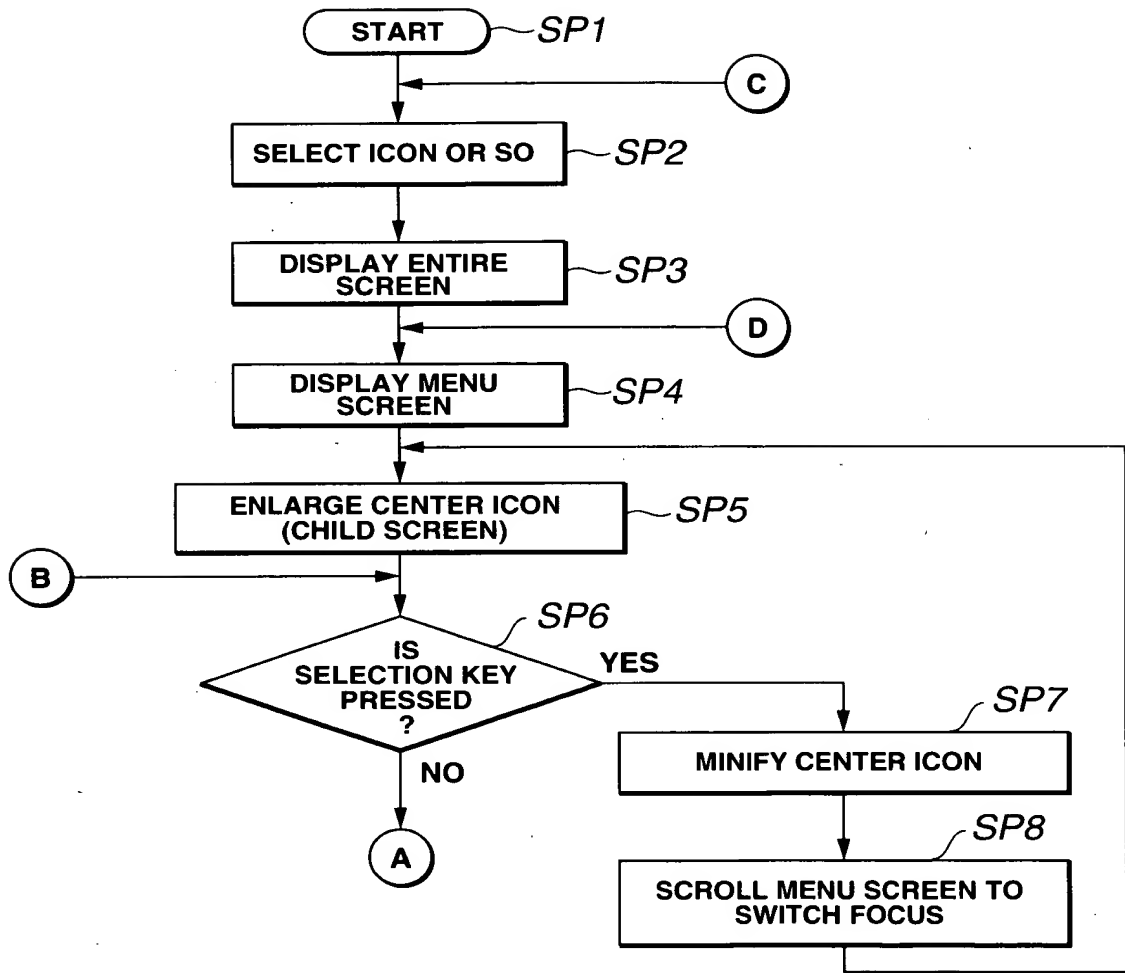 START
SP1
C
SELECT ICON OR SO
SP2
DISPLAY ENTIRE
SCREEN
SP3
D
DISPLAY MENU
SCREEN
SP4
ENLARGE CENTER ICON
(CHILD SCREEN)
SP5
B
SP6
IS
SELECTION KEY
PRESSED
?
YES
NO
SP7
MINIFY CENTER ICON
A
SP8
SCROLL MENU SCREEN TO
SWITCH FOCUS